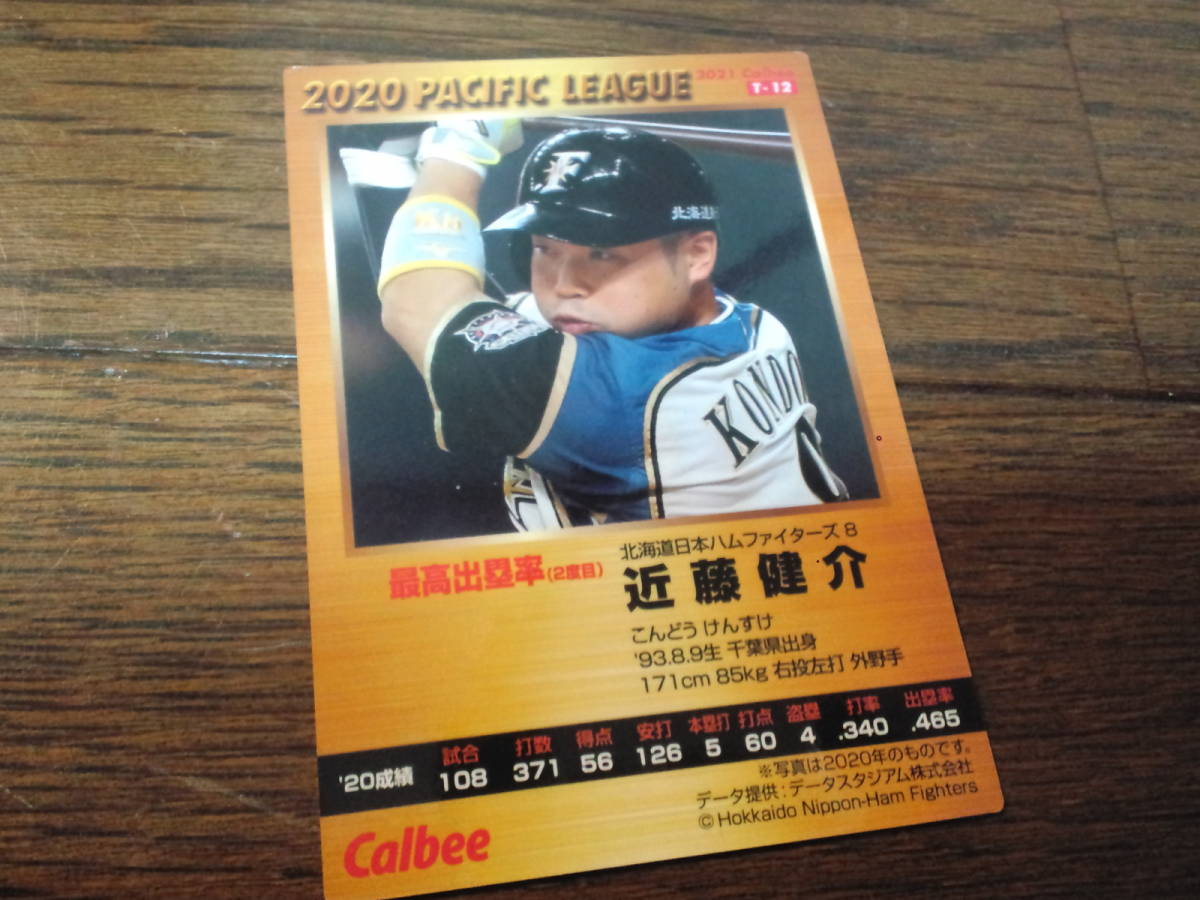 2020 PACIFIC LEAGUE
2021 Calbee
T-12
F
北海道
KONDO
最高出塁率(2度目)
北海道日本ハムファイターズ 8
近藤健介
こんどう けんすけ
'93.8.9生 千葉県出身
171cm 85kg 右投左打 外野手
試合 打数 得点 安打 本塁打 打点 盗塁 打率 出塁率
'20成績 108 371 56 126 5 60 4 .340 .465
※写真は2020年のものです。
データ提供:データスタジアム株式会社
©Hokkaido Nippon-Ham Fighters
Calbee